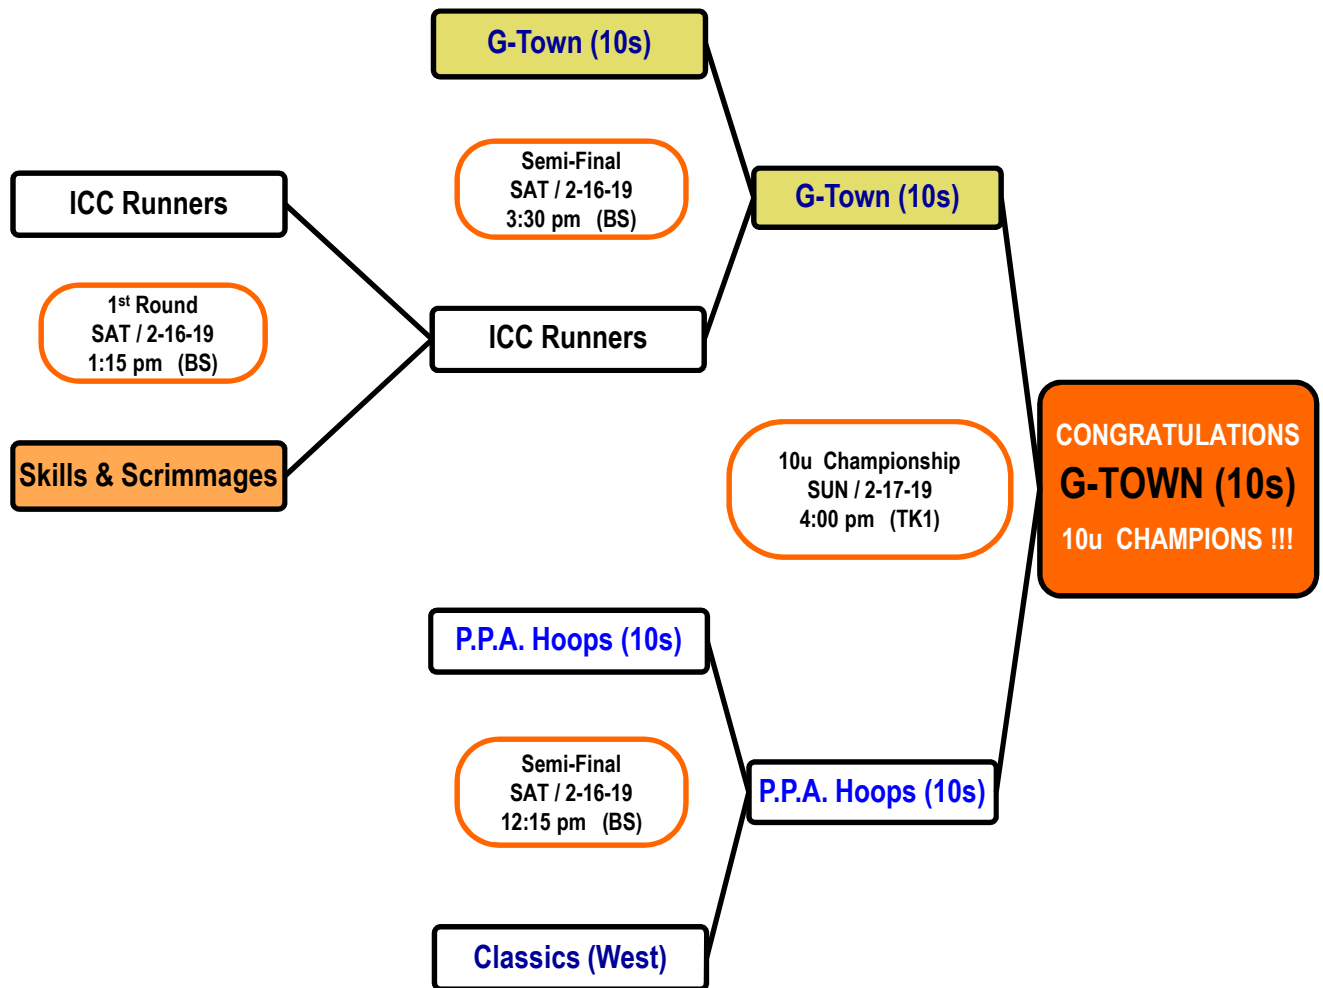 G-Town (10s)
Semi-Final
SAT / 2-16-19
3:30 pm (BS)
ICC Runners
G-Town (10s)
1st Round
SAT / 2-16-19
1:15 pm (BS)
ICC Runners
Skills & Scrimmages
10u Championship
SUN / 2-17-19
4:00 pm (TK1)
CONGRATULATIONS
G-TOWN (10s)
10u CHAMPIONS !!!
P.P.A. Hoops (10s)
Semi-Final
SAT / 2-16-19
12:15 pm (BS)
P.P.A. Hoops (10s)
Classics (West)